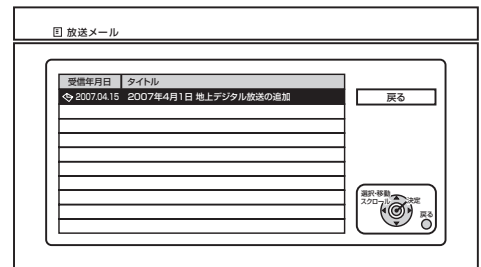 放送メール
受信年月日 タイトル
2007.04.15 2007年4月1日 地上デジタル放送の追加
戻る
選択・移動
スクロール 決定
戻る